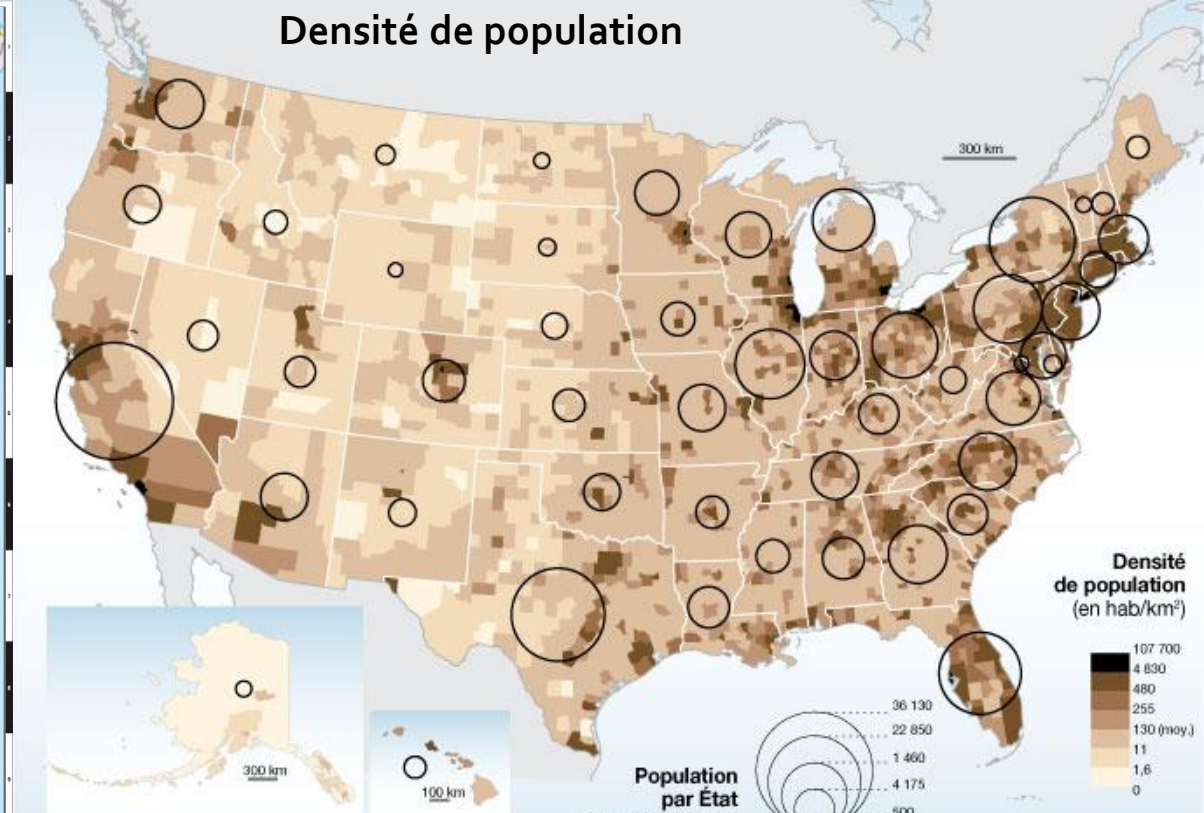 Densité de population
300 km
Densité
de population
(en hab/km²)
107 700
4 830
480
255
130 (moy.)
11
1,6
0
36 130
22 850
1 460
4 175
500
Population
par État
300 km
100 km